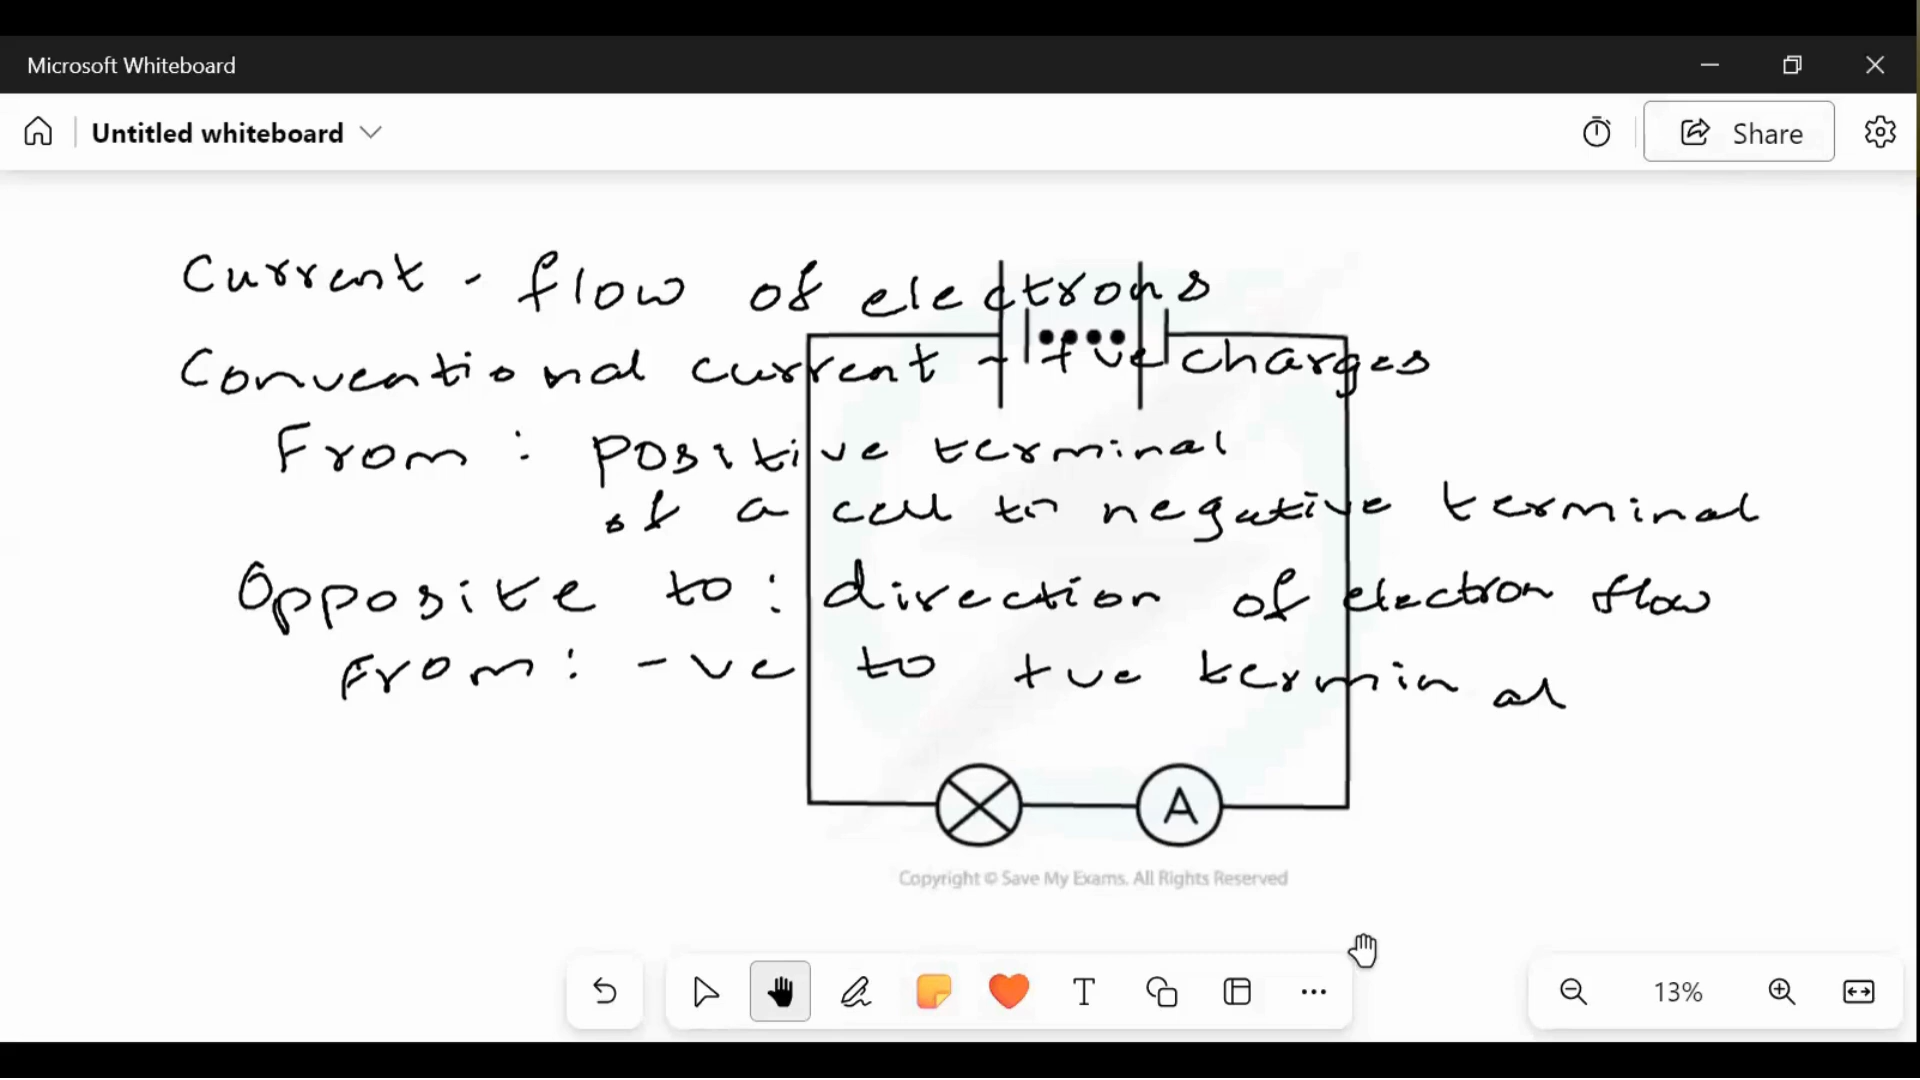 Microsoft Whiteboard
Untitled whiteboard
Share
Current - flow of electrons
Conventional current - +ve charges
From : positive terminal
of a cell to negative terminal
Opposite to : direction of electron flow
From : -ve to +ve terminal
A
Copyright © Save My Exams. All Rights Reserved
T
13%